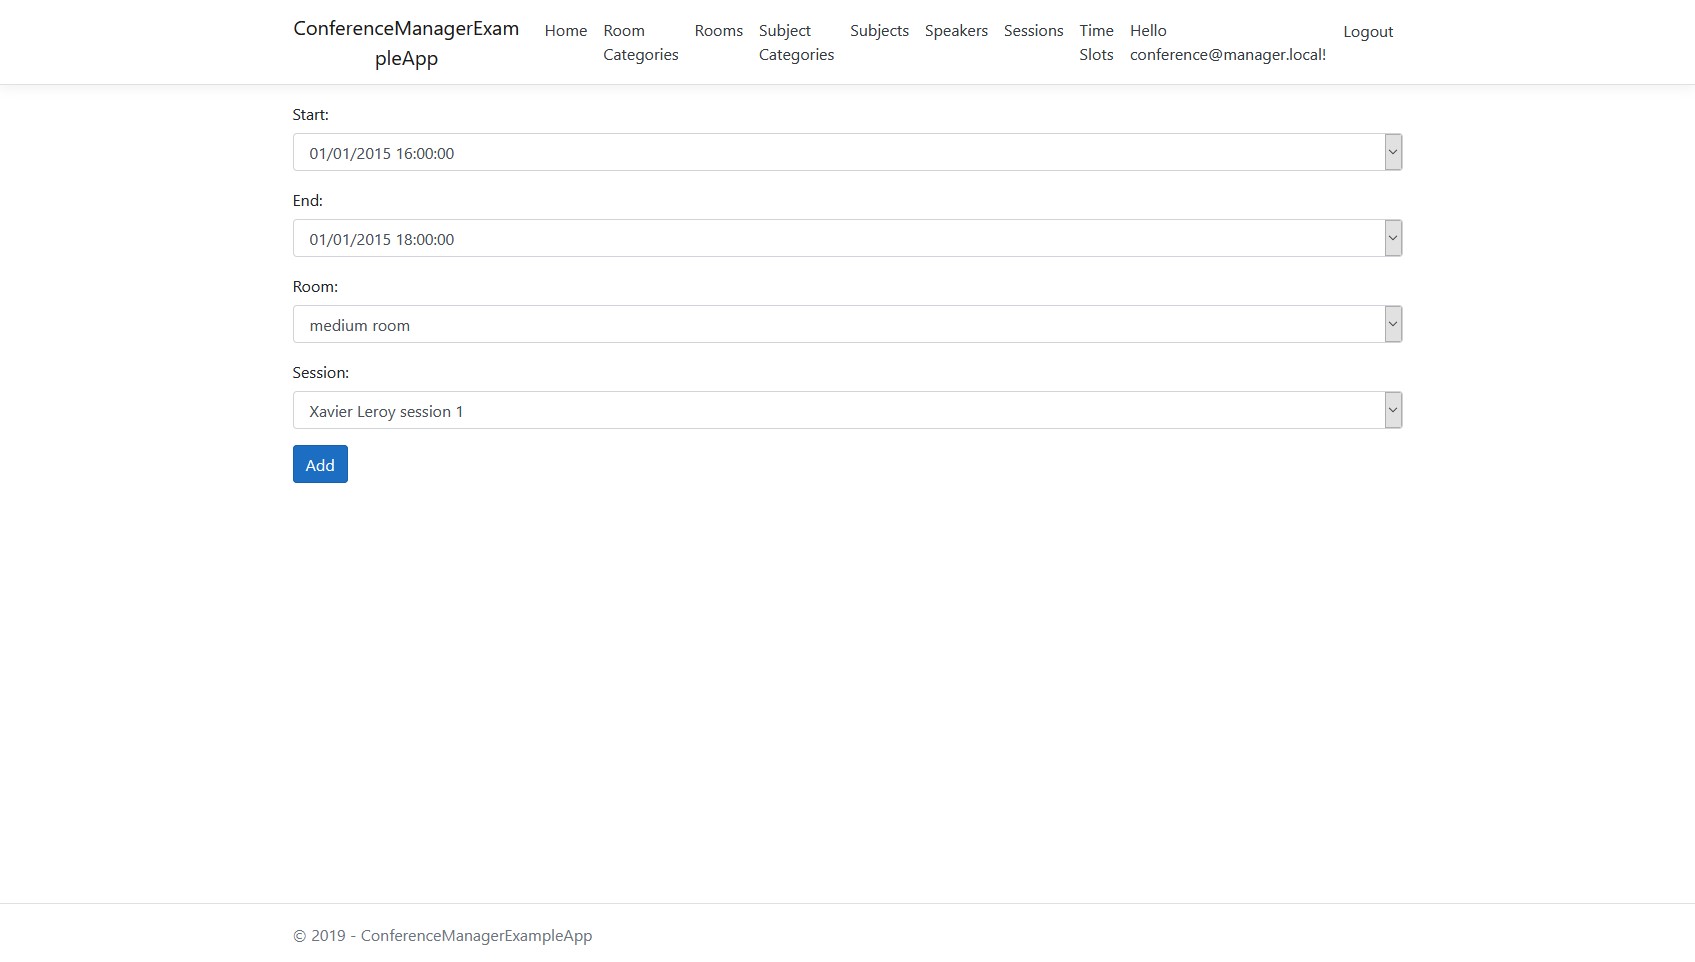 ConferenceManagerExam
pleApp
Home
Room
Categories
Rooms
Subject
Categories
Subjects
Speakers
Sessions
Time
Slots
Hello
conference@manager.local!
Logout
Start:
01/01/2015 16:00:00
End:
01/01/2015 18:00:00
Room:
medium room
Session:
Xavier Leroy session 1
Add
© 2019 - ConferenceManagerExampleApp